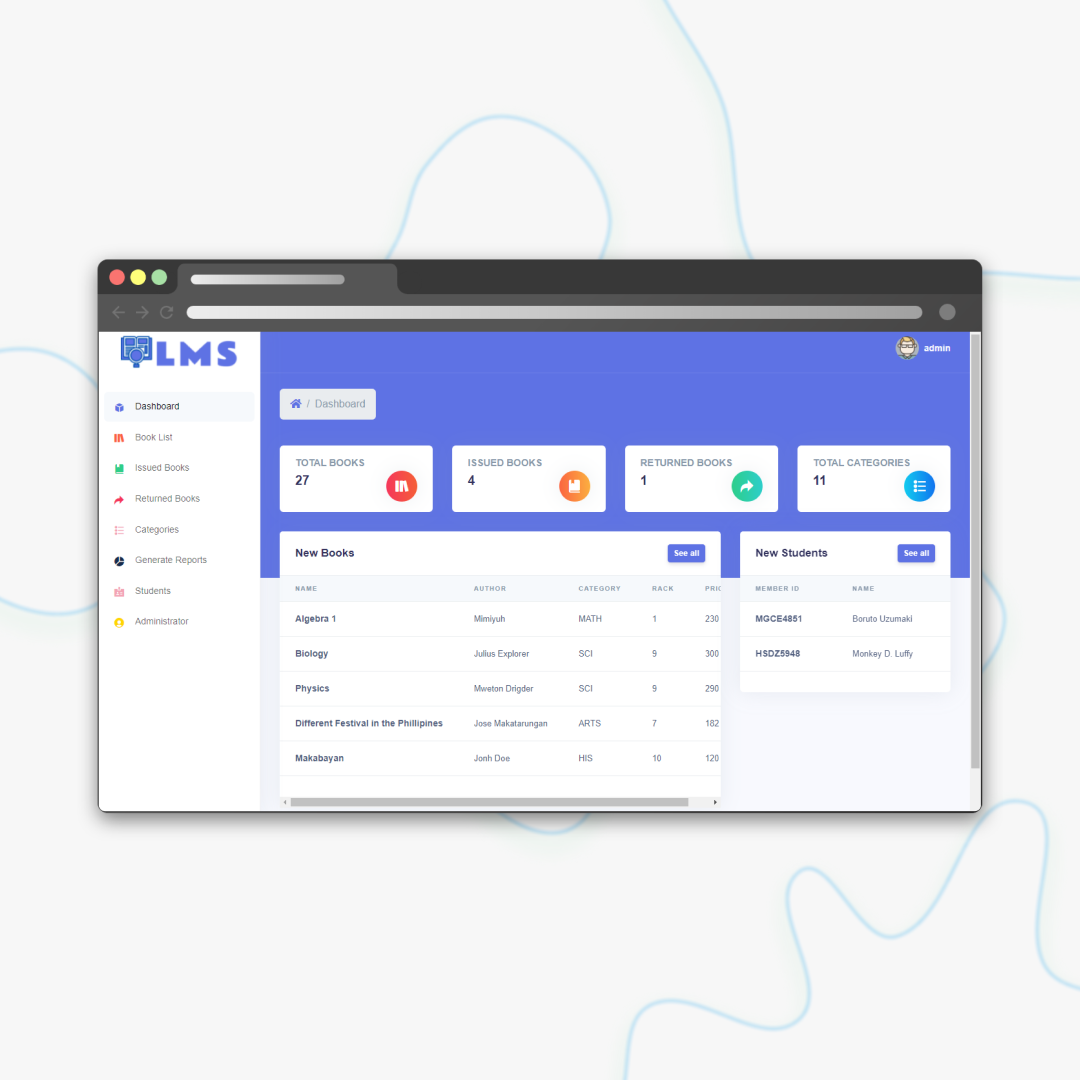 LMS
admin
Dashboard
Book List
Issued Books
Returned Books
Categories
Generate Reports
Students
Administrator
/ Dashboard
TOTAL BOOKS
27
ISSUED BOOKS
4
RETURNED BOOKS
1
TOTAL CATEGORIES
11
New Books See all
NAME AUTHOR CATEGORY RACK PRIC
Algebra 1 Mimiyuh MATH 1 230
Biology Julius Explorer SCI 9 300
Physics Mweton Drigder SCI 9 290
Different Festival in the Phillipines Jose Makatarungan ARTS 7 182
Makabayan Jonh Doe HIS 10 120
New Students See all
MEMBER ID NAME
MGCE4851 Boruto Uzumaki
HSDZ5948 Monkey D. Luffy